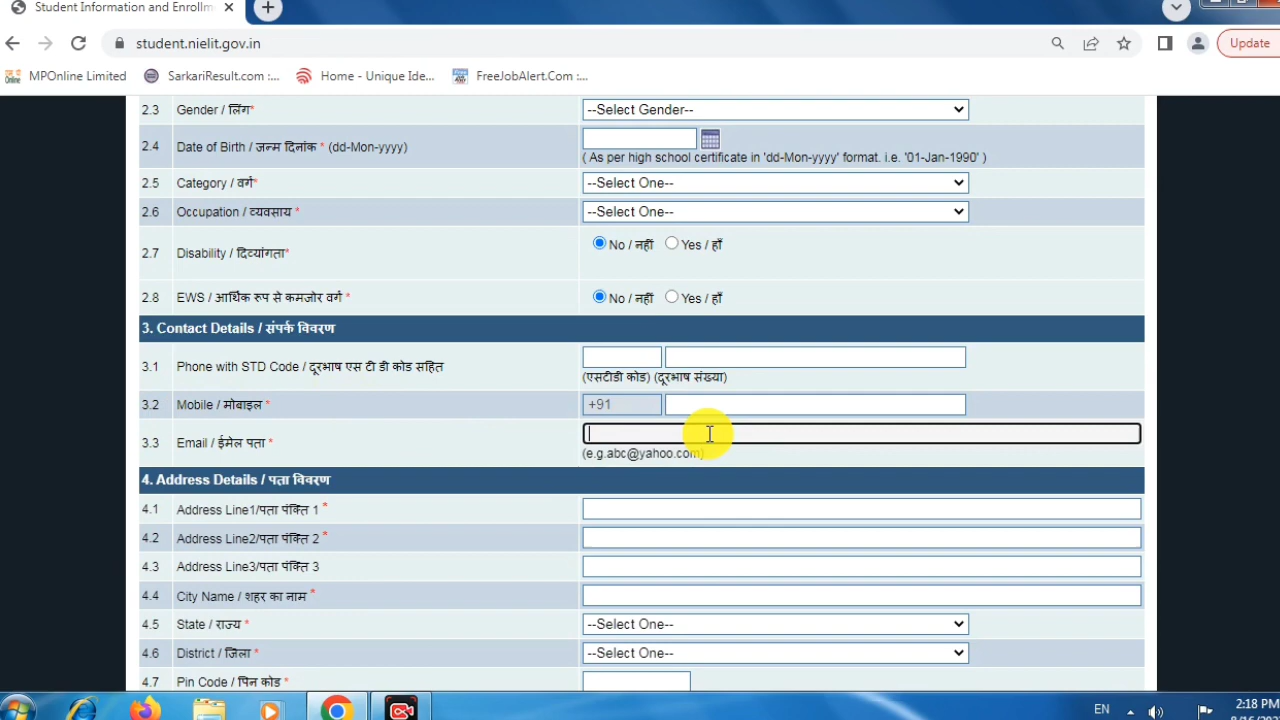 Student Information and Enrollm
student.nielit.gov.in
Update
MPOnline Limited
SarkariResult.com :...
Home - Unique Ide...
FreeJobAlert.Com :...
2.3 Gender / लिंग* --Select Gender--
2.4 Date of Birth / जन्म दिनांक * (dd-Mon-yyyy)
( As per high school certificate in 'dd-Mon-yyyy' format. i.e. '01-Jan-1990' )
2.5 Category / वर्ग* --Select One--
2.6 Occupation / व्यवसाय * --Select One--
2.7 Disability / दिव्यांगता* No / नहीं Yes / हाँ
2.8 EWS / आर्थिक रुप से कमजोर वर्ग * No / नहीं Yes / हाँ
3. Contact Details / संपर्क विवरण
3.1 Phone with STD Code / दूरभाष एस टी डी कोड सहित
(एसटीडी कोड) (दूरभाष संख्या)
3.2 Mobile / मोबाइल * +91
3.3 Email / ईमेल पता *
(e.g.abc@yahoo.com)
4. Address Details / पता विवरण
4.1 Address Line1/पता पंक्ति 1 *
4.2 Address Line2/पता पंक्ति 2 *
4.3 Address Line3/पता पंक्ति 3
4.4 City Name / शहर का नाम *
4.5 State / राज्य * --Select One--
4.6 District / जिला * --Select One--
4.7 Pin Code / पिन कोड *
EN
2:18 PM